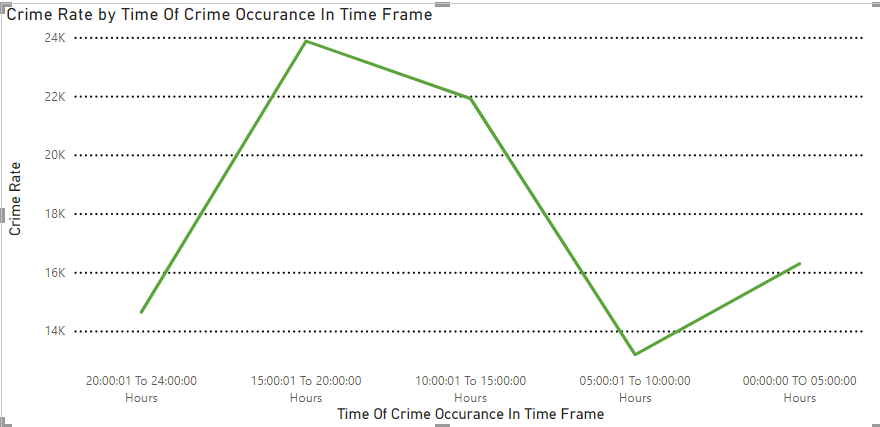 Crime Rate by Time Of Crime Occurance In Time Frame
24K
22K
20K
18K
16K
14K
Crime Rate
20:00:01 To 24:00:00
Hours
15:00:01 To 20:00:00
Hours
10:00:01 To 15:00:00
Hours
05:00:01 To 10:00:00
Hours
00:00:00 TO 05:00:00
Hours
Time Of Crime Occurance In Time Frame